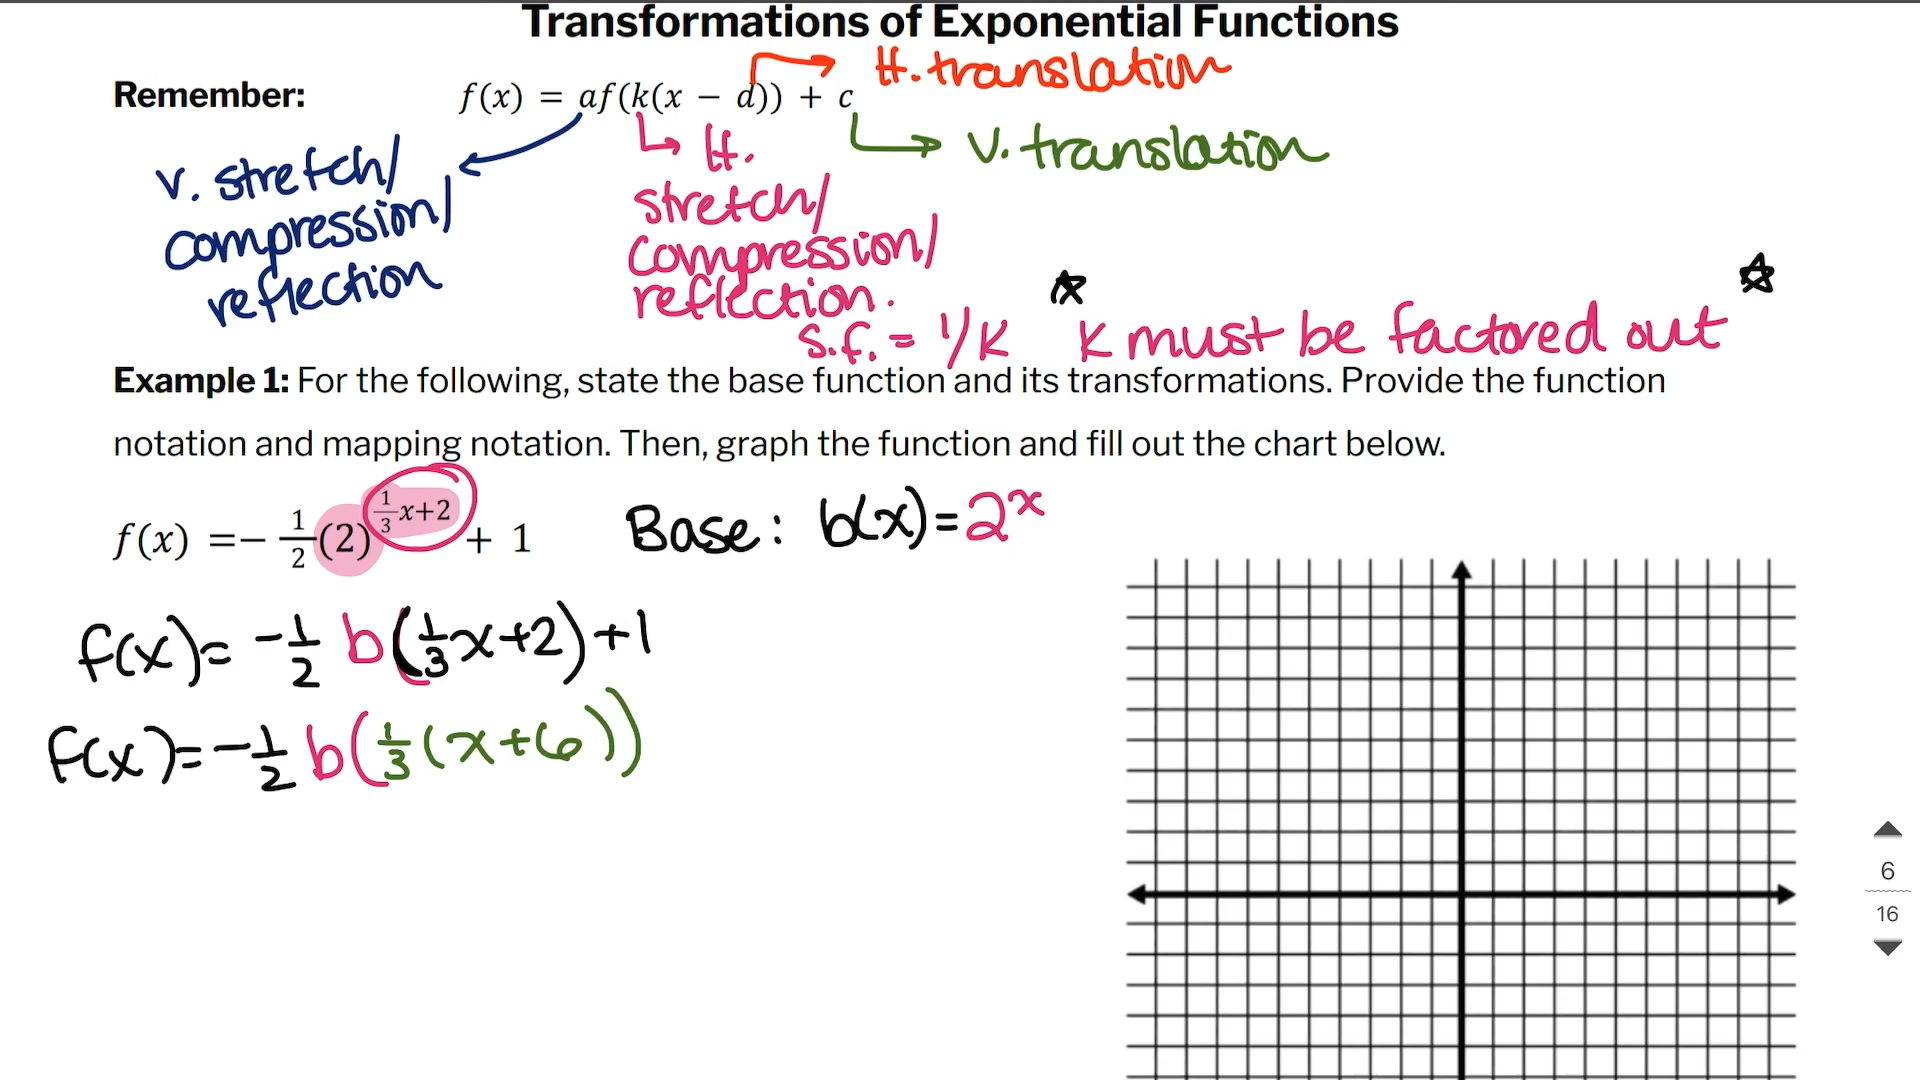 Transformations of Exponential Functions
Remember: f(x) = af(k(x − d)) + c
H. translation
V. translation
v. stretch/
compression/
reflection
H.
stretch/
compression/
reflection.
s.f. = 1/k
☆ k must be factored out ☆
Example 1: For the following, state the base function and its transformations. Provide the function
notation and mapping notation. Then, graph the function and fill out the chart below.
f(x) =− 1/2 (2)^(1/3 x+2) + 1
Base: b(x)=2^x
f(x)= -1/2 b(1/3x+2)+1
f(x)=-1/2 b(1/3(x+6))
6
16